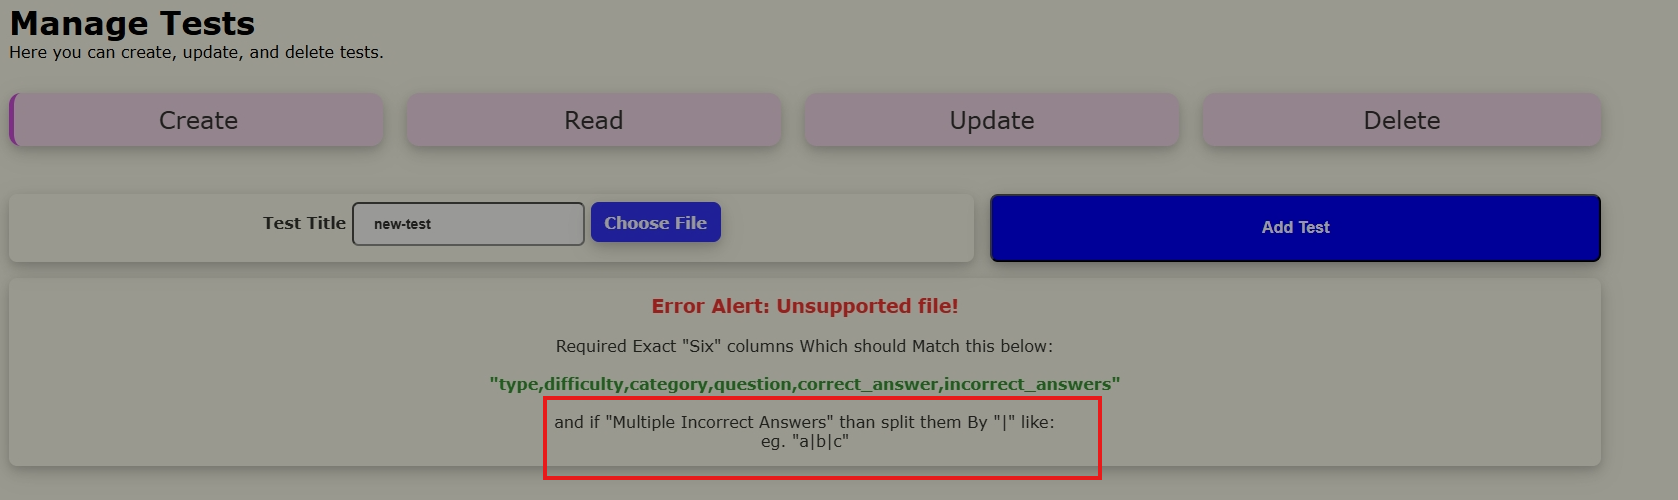 Manage Tests
Here you can create, update, and delete tests.
Create Read Update Delete
Test Title new-test Choose File Add Test
Error Alert: Unsupported file!
Required Exact "Six" columns Which should Match this below:
"type,difficulty,category,question,correct_answer,incorrect_answers"
and if "Multiple Incorrect Answers" than split them By "|" like:
eg. "a|b|c"